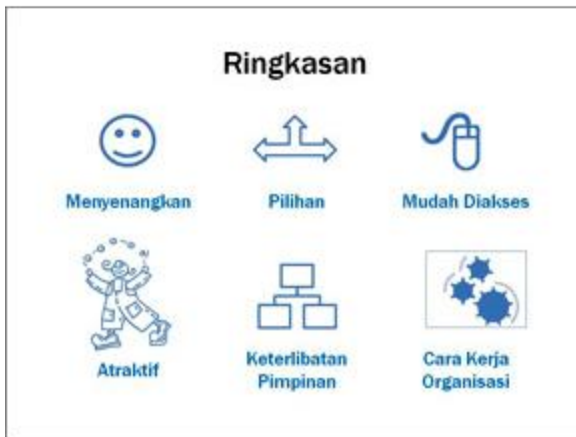 Ringkasan
Menyenangkan
Pilihan
Mudah Diakses
Atraktif
Keterlibatan
Pimpinan
Cara Kerja
Organisasi